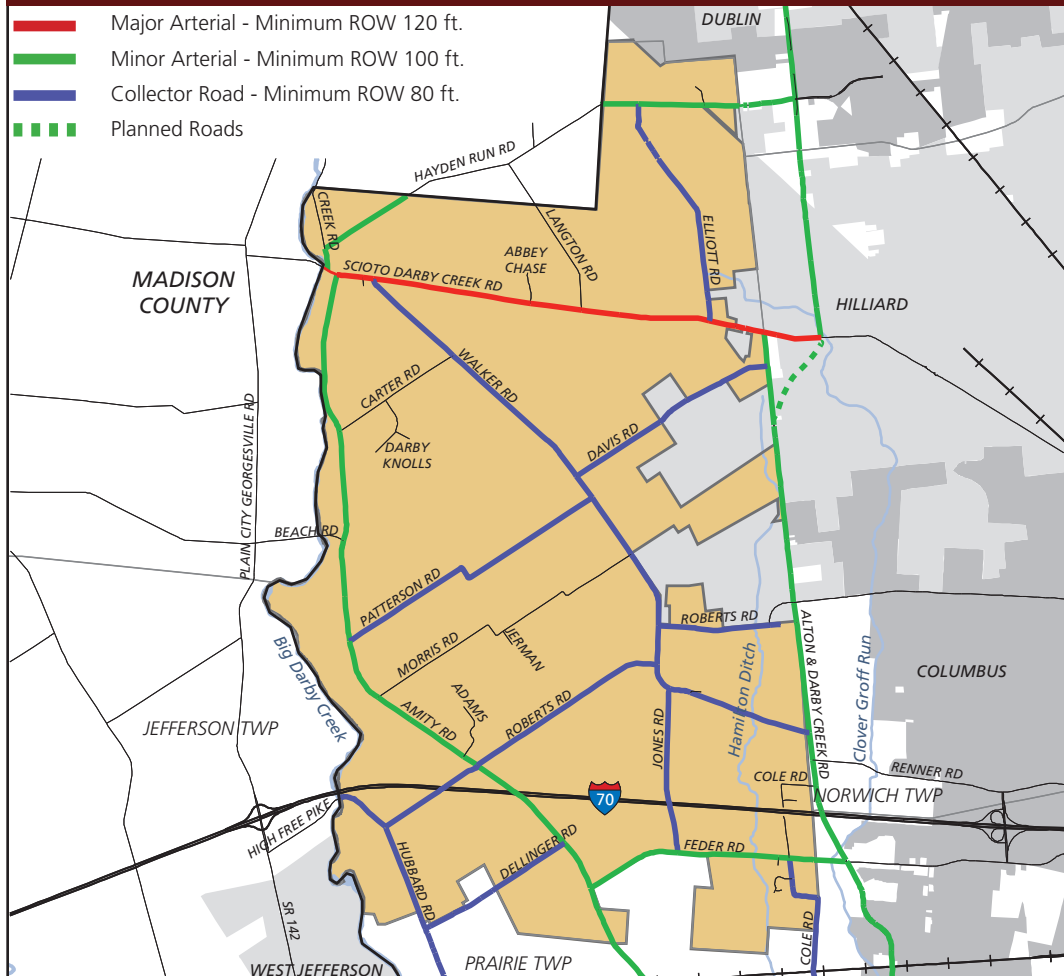 Major Arterial - Minimum ROW 120 ft.
Minor Arterial - Minimum ROW 100 ft.
Collector Road - Minimum ROW 80 ft.
Planned Roads
DUBLIN
HAYDEN RUN RD
CREEK RD
LANGTON RD
ELLIOTT RD
ABBEY
CHASE
SCIOTO DARBY CREEK RD
MADISON
COUNTY
HILLIARD
WALKER RD
CARTER RD
DARBY
KNOLLS
DAVIS RD
PLAIN CITY GEORGESVILLE RD
BEACH RD
PATTERSON RD
MORRIS RD
JERMAN
ROBERTS RD
ALTON & DARBY CREEK RD
Hamilton Ditch
Clover Groff Run
COLUMBUS
Big Darby Creek
ADAMS
AMITY RD
ROBERTS RD
JONES RD
JEFFERSON TWP
RENNER RD
COLE RD
NORWICH TWP
70
HIGH FREE PIKE
HUBBARD RD
DELLINGER RD
FEDER RD
SR 142
COLE RD
WEST JEFFERSON
PRAIRIE TWP